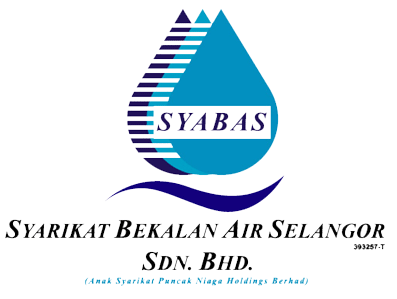 SYABAS
SYARIKAT BEKALAN AIR SELANGOR
393257-T
SDN. BHD.
(Anak Syarikat Puncak Niaga Holdings Berhad)